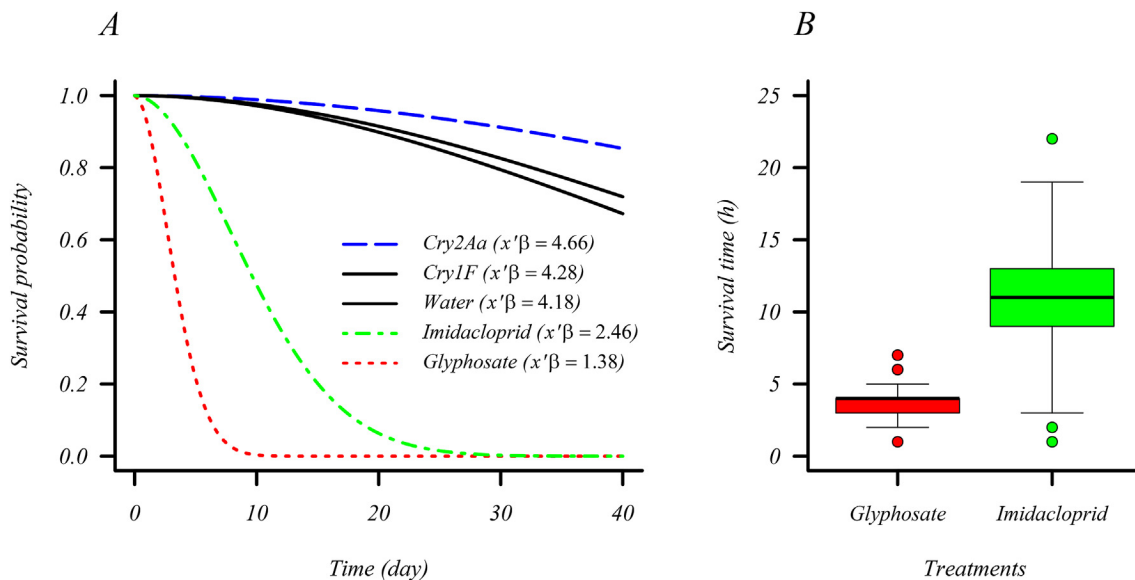 A
Survival probability
1.0
0.8
0.6
0.4
0.2
0.0
Cry2Aa (x'β = 4.66)
Cry1F (x'β = 4.28)
Water (x'β = 4.18)
Imidacloprid (x'β = 2.46)
Glyphosate (x'β = 1.38)
0 10 20 30 40
Time (day)
B
Survival time (h)
25
20
15
10
5
0
Glyphosate Imidacloprid
Treatments